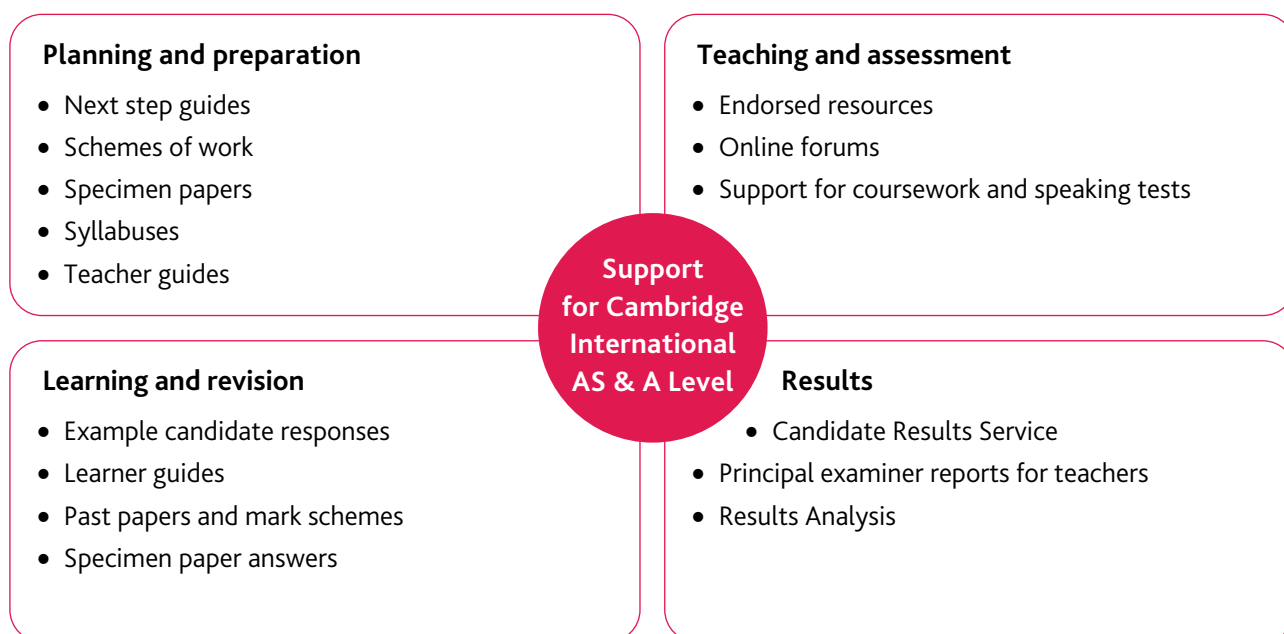 Planning and preparation
• Next step guides
• Schemes of work
• Specimen papers
• Syllabuses
• Teacher guides
Teaching and assessment
• Endorsed resources
• Online forums
• Support for coursework and speaking tests
Support
for Cambridge
International
AS & A Level
Learning and revision
• Example candidate responses
• Learner guides
• Past papers and mark schemes
• Specimen paper answers
Results
• Candidate Results Service
• Principal examiner reports for teachers
• Results Analysis